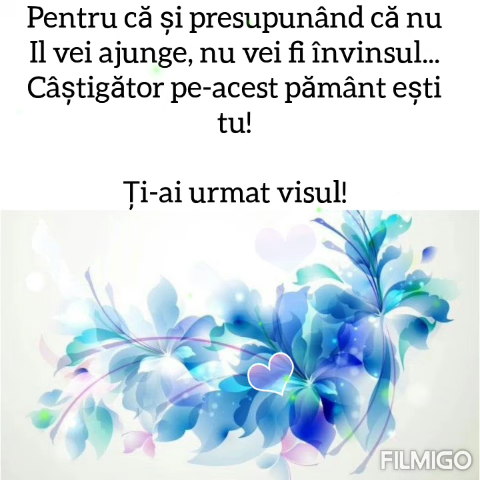 Pentru că și presupunând că nu
Il vei ajunge, nu vei fi învinsul...
Câștigător pe-acest pământ ești
tu!
Ți-ai urmat visul!
FILMIGO